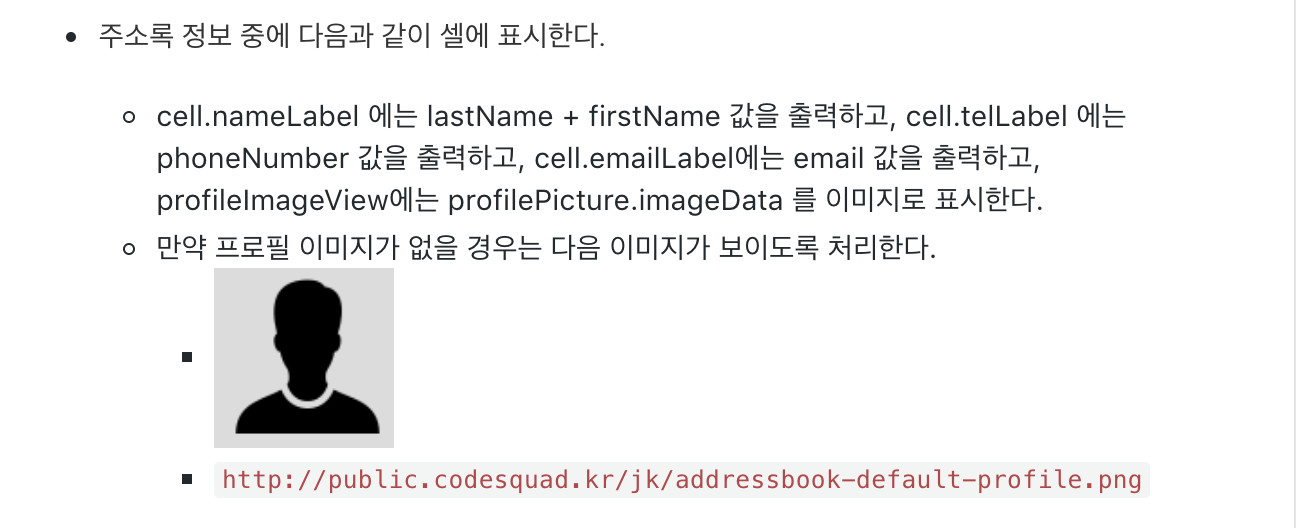 주소록 정보 중에 다음과 같이 셀에 표시한다.
cell.nameLabel 에는 lastName + firstName 값을 출력하고, cell.telLabel 에는
phoneNumber 값을 출력하고, cell.emailLabel에는 email 값을 출력하고,
profileImageView에는 profilePicture.imageData 를 이미지로 표시한다.
만약 프로필 이미지가 없을 경우는 다음 이미지가 보이도록 처리한다.
http://public.codesquad.kr/jk/addressbook-default-profile.png